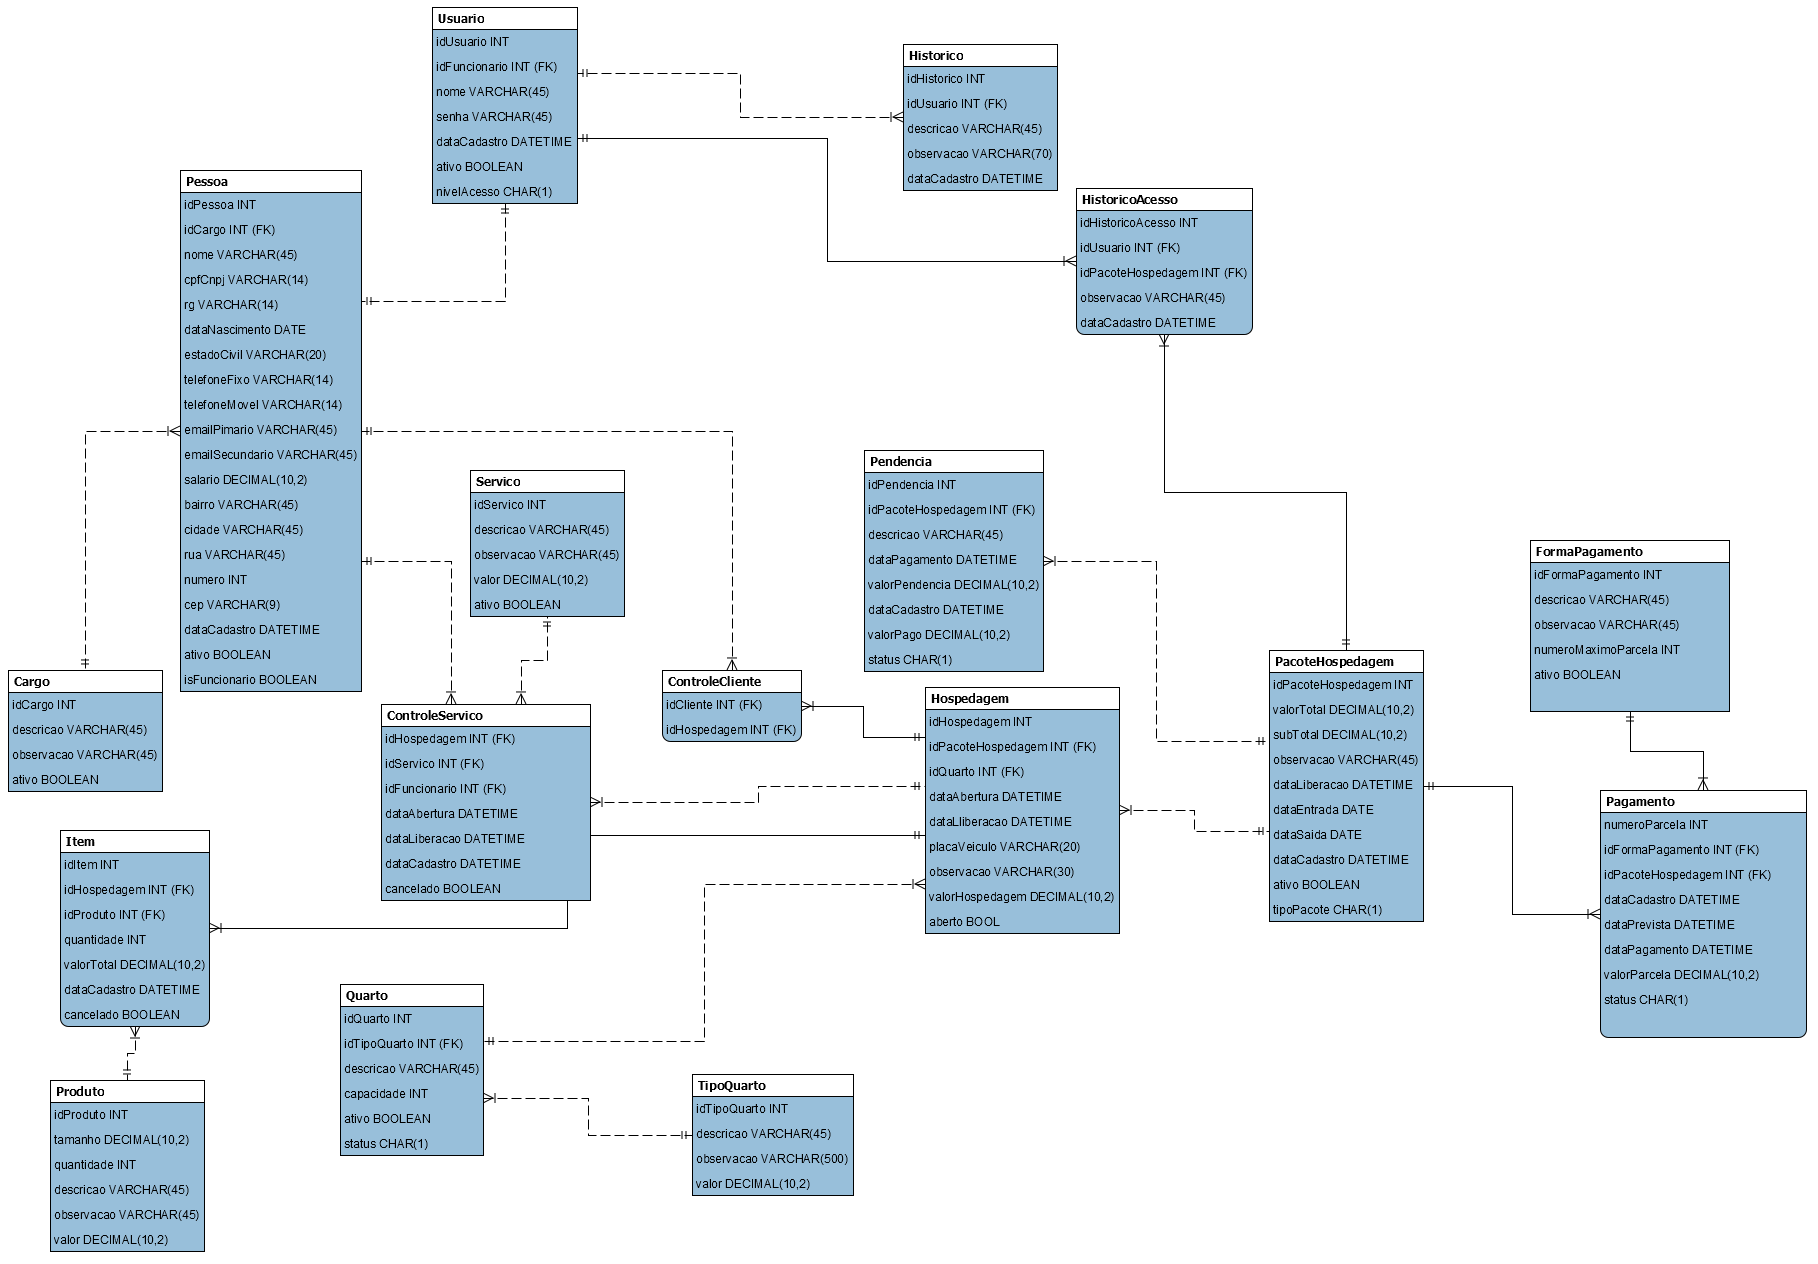 Usuario
idUsuario INT
idFuncionario INT (FK)
nome VARCHAR(45)
senha VARCHAR(45)
dataCadastro DATETIME
ativo BOOLEAN
nivelAcesso CHAR(1)
Historico
idHistorico INT
idUsuario INT (FK)
descricao VARCHAR(45)
observacao VARCHAR(70)
dataCadastro DATETIME
Pessoa
idPessoa INT
idCargo INT (FK)
nome VARCHAR(45)
cpfCnpj VARCHAR(14)
rg VARCHAR(14)
dataNascimento DATE
estadoCivil VARCHAR(20)
telefoneFixo VARCHAR(14)
telefoneMovel VARCHAR(14)
emailPimario VARCHAR(45)
emailSecundario VARCHAR(45)
salario DECIMAL(10,2)
bairro VARCHAR(45)
cidade VARCHAR(45)
rua VARCHAR(45)
numero INT
cep VARCHAR(9)
dataCadastro DATETIME
ativo BOOLEAN
isFuncionario BOOLEAN
HistoricoAcesso
idHistoricoAcesso INT
idUsuario INT (FK)
idPacoteHospedagem INT (FK)
observacao VARCHAR(45)
dataCadastro DATETIME
Servico
idServico INT
descricao VARCHAR(45)
observacao VARCHAR(45)
valor DECIMAL(10,2)
ativo BOOLEAN
Pendencia
idPendencia INT
idPacoteHospedagem INT (FK)
descricao VARCHAR(45)
dataPagamento DATETIME
valorPendencia DECIMAL(10,2)
dataCadastro DATETIME
valorPago DECIMAL(10,2)
status CHAR(1)
FormaPagamento
idFormaPagamento INT
descricao VARCHAR(45)
observacao VARCHAR(45)
numeroMaximoParcela INT
ativo BOOLEAN
Cargo
idCargo INT
descricao VARCHAR(45)
observacao VARCHAR(45)
ativo BOOLEAN
ControleServico
idHospedagem INT (FK)
idServico INT (FK)
idFuncionario INT (FK)
dataAbertura DATETIME
dataLiberacao DATETIME
dataCadastro DATETIME
cancelado BOOLEAN
ControleCliente
idCliente INT (FK)
idHospedagem INT (FK)
Hospedagem
idHospedagem INT
idPacoteHospedagem INT (FK)
idQuarto INT (FK)
dataAbertura DATETIME
dataLliberacao DATETIME
placaVeiculo VARCHAR(20)
observacao VARCHAR(30)
valorHospedagem DECIMAL(10,2)
aberto BOOL
PacoteHospedagem
idPacoteHospedagem INT
valorTotal DECIMAL(10,2)
subTotal DECIMAL(10,2)
observacao VARCHAR(45)
dataLiberacao DATETIME
dataEntrada DATE
dataSaida DATE
dataCadastro DATETIME
ativo BOOLEAN
tipoPacote CHAR(1)
Pagamento
numeroParcela INT
idFormaPagamento INT (FK)
idPacoteHospedagem INT (FK)
dataCadastro DATETIME
dataPrevista DATETIME
dataPagamento DATETIME
valorParcela DECIMAL(10,2)
status CHAR(1)
Item
idItem INT
idHospedagem INT (FK)
idProduto INT (FK)
quantidade INT
valorTotal DECIMAL(10,2)
dataCadastro DATETIME
cancelado BOOLEAN
Quarto
idQuarto INT
idTipoQuarto INT (FK)
descricao VARCHAR(45)
capacidade INT
ativo BOOLEAN
status CHAR(1)
TipoQuarto
idTipoQuarto INT
descricao VARCHAR(45)
observacao VARCHAR(500)
valor DECIMAL(10,2)
Produto
idProduto INT
tamanho DECIMAL(10,2)
quantidade INT
descricao VARCHAR(45)
observacao VARCHAR(45)
valor DECIMAL(10,2)